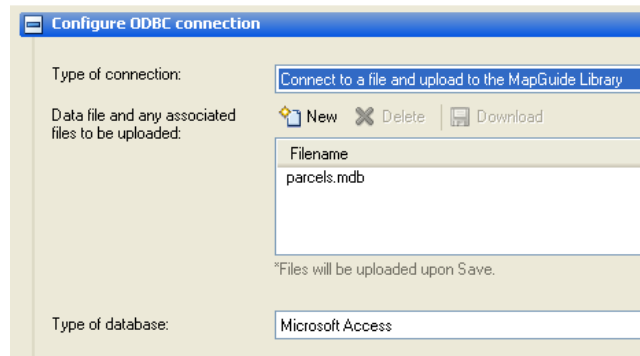 Configure ODBC connection
Type of connection:
Connect to a file and upload to the MapGuide Library
Data file and any associated
files to be uploaded:
New Delete Download
Filename
parcels.mdb
*Files will be uploaded upon Save.
Type of database:
Microsoft Access